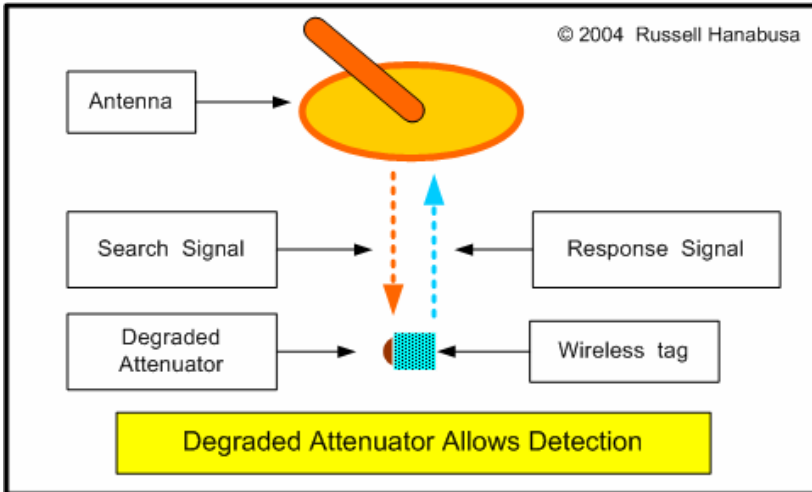 © 2004 Russell Hanabusa
Antenna
Search Signal
Response Signal
Degraded
Attenuator
Wireless tag
Degraded Attenuator Allows Detection